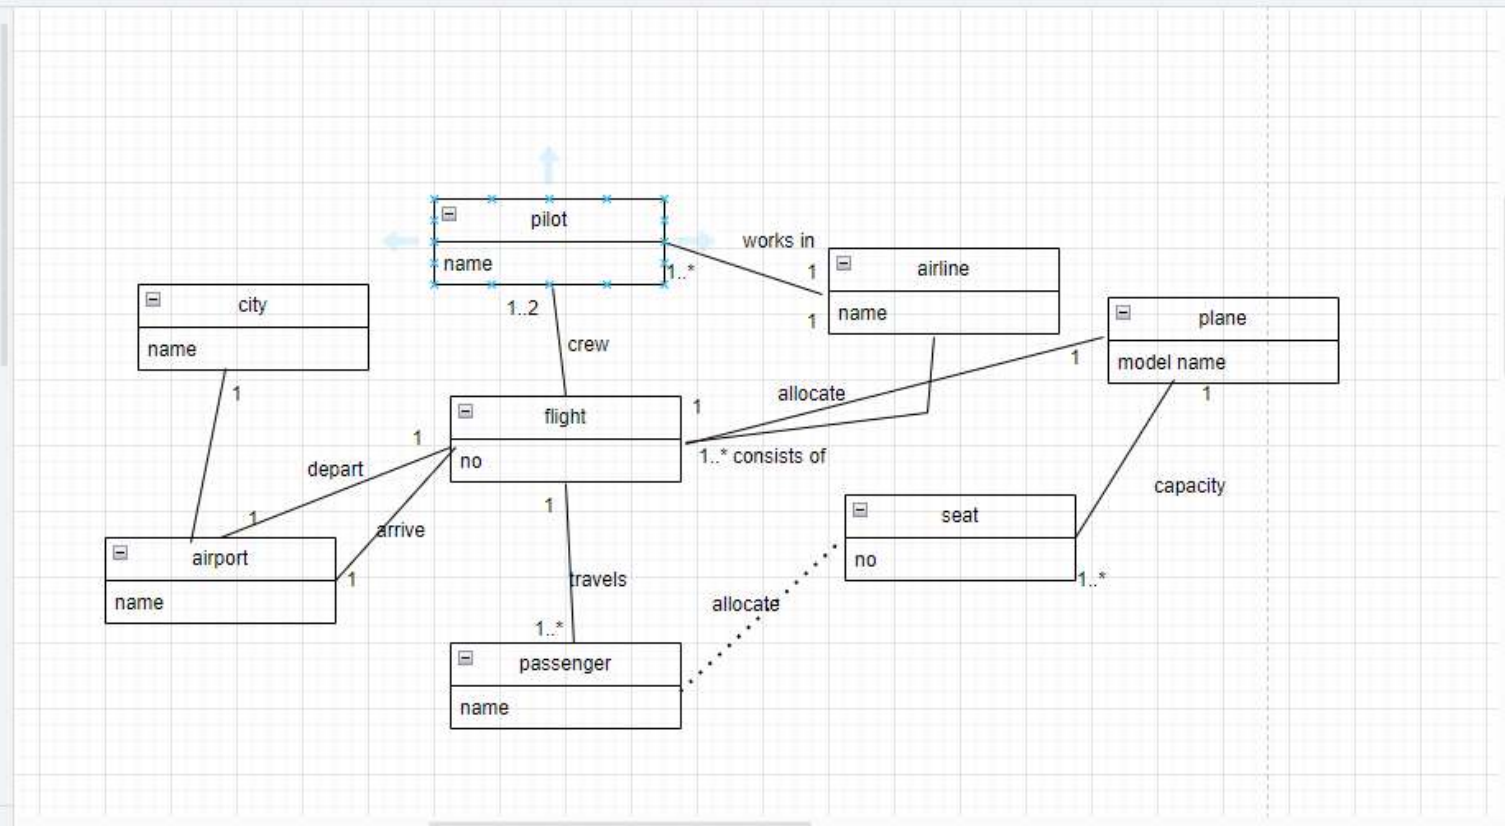 pilot
name
works in
1..*
1
airline
name
1
city
name
1..2
crew
plane
model name
1
1
1
allocate
1
flight
no
1
1..* consists of
depart
1
arrive
1
1
airport
name
capacity
seat
no
1..*
travels
allocate
1..*
passenger
name